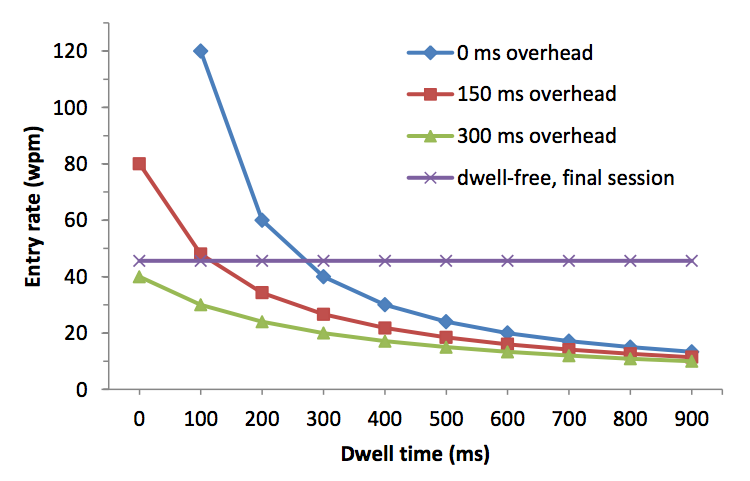 120
100
80
60
40
20
0
Entry rate (wpm)
0 ms overhead
150 ms overhead
300 ms overhead
dwell-free, final session
0 100 200 300 400 500 600 700 800 900
Dwell time (ms)